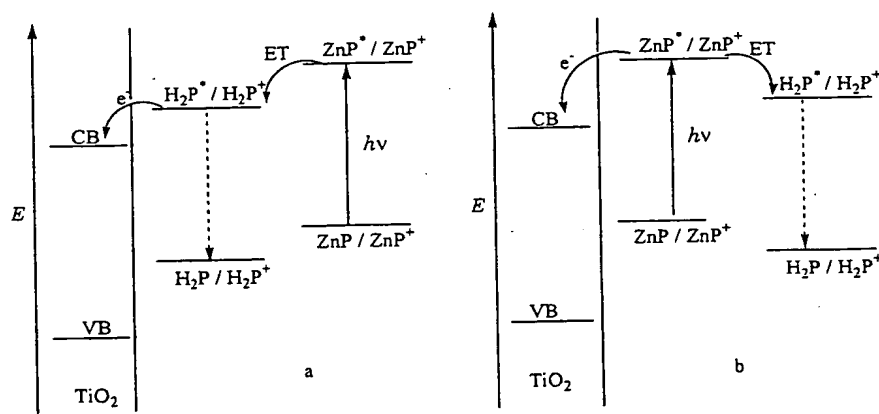 ZnP* / ZnP+
ET
H2P* / H2P+
e-
CB
hν
E
ZnP / ZnP+
H2P / H2P+
VB
TiO2
a
ZnP* / ZnP+
ET
e-
H2P* / H2P+
CB
hν
E
ZnP / ZnP+
H2P / H2P+
VB
TiO2
b